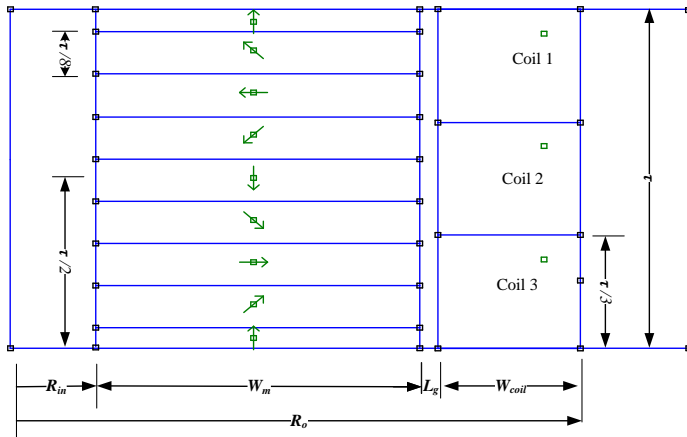 Coil 1
τ/8
Coil 2
τ
τ/2
Coil 3
τ/3
R_in
W_m
L_g
W_coil
R_o